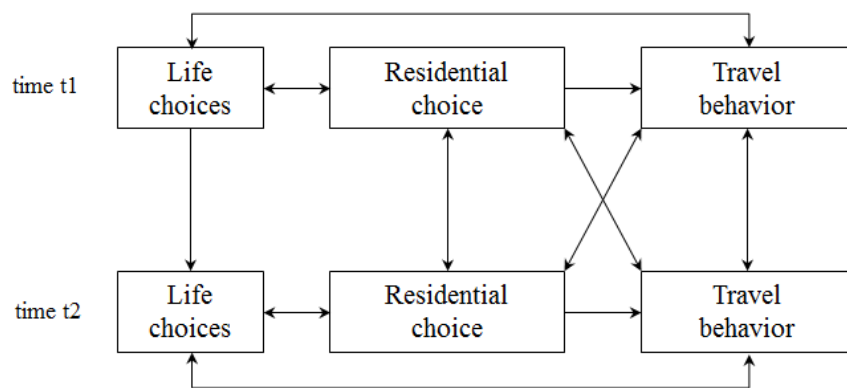 time t1
Life
choices
Residential
choice
Travel
behavior
time t2
Life
choices
Residential
choice
Travel
behavior